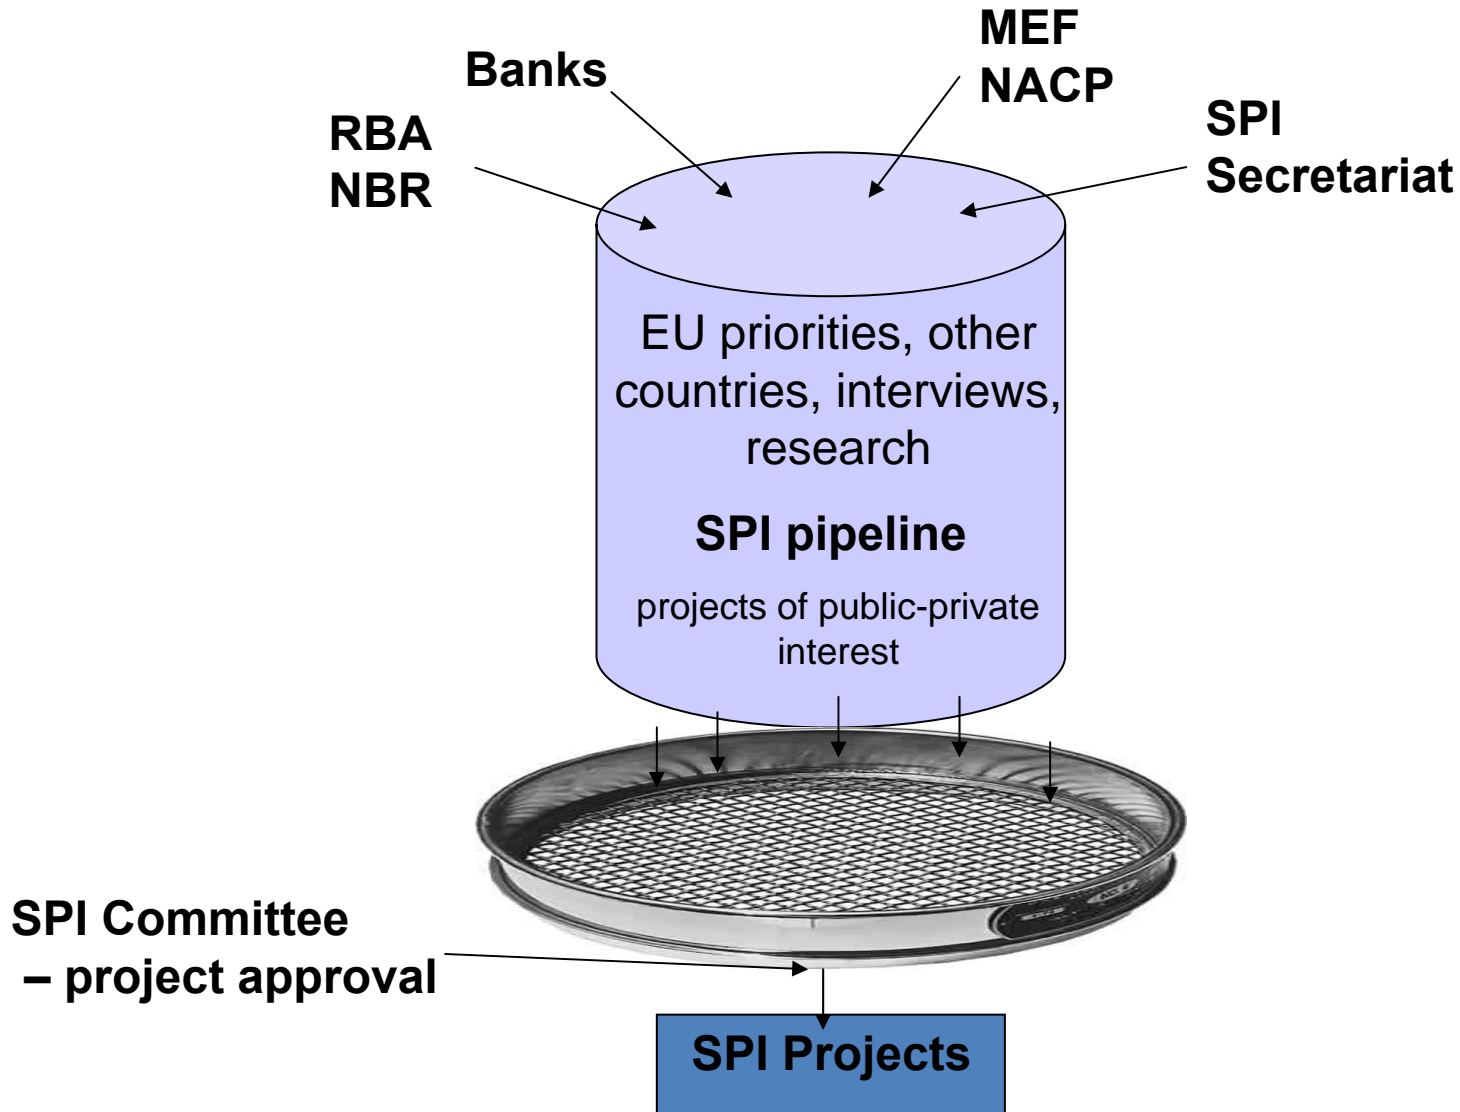 MEF
NACP
Banks
RBA
NBR
SPI
Secretariat
EU priorities, other
countries, interviews,
research
SPI pipeline
projects of public-private
interest
SPI Committee
– project approval
SPI Projects